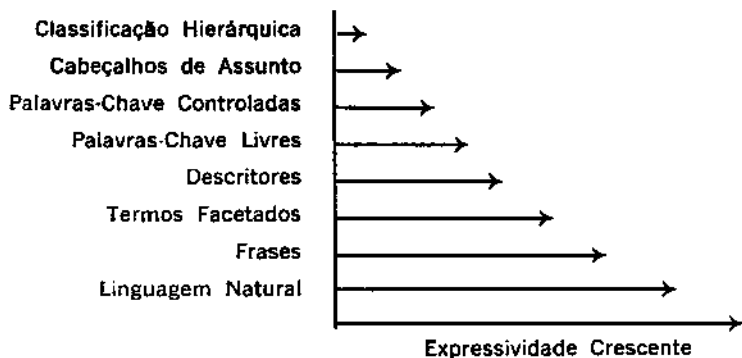 Classificação Hierárquica
Cabeçalhos de Assunto
Palavras-Chave Controladas
Palavras-Chave Livres
Descritores
Termos Facetados
Frases
Linguagem Natural
Expressividade Crescente